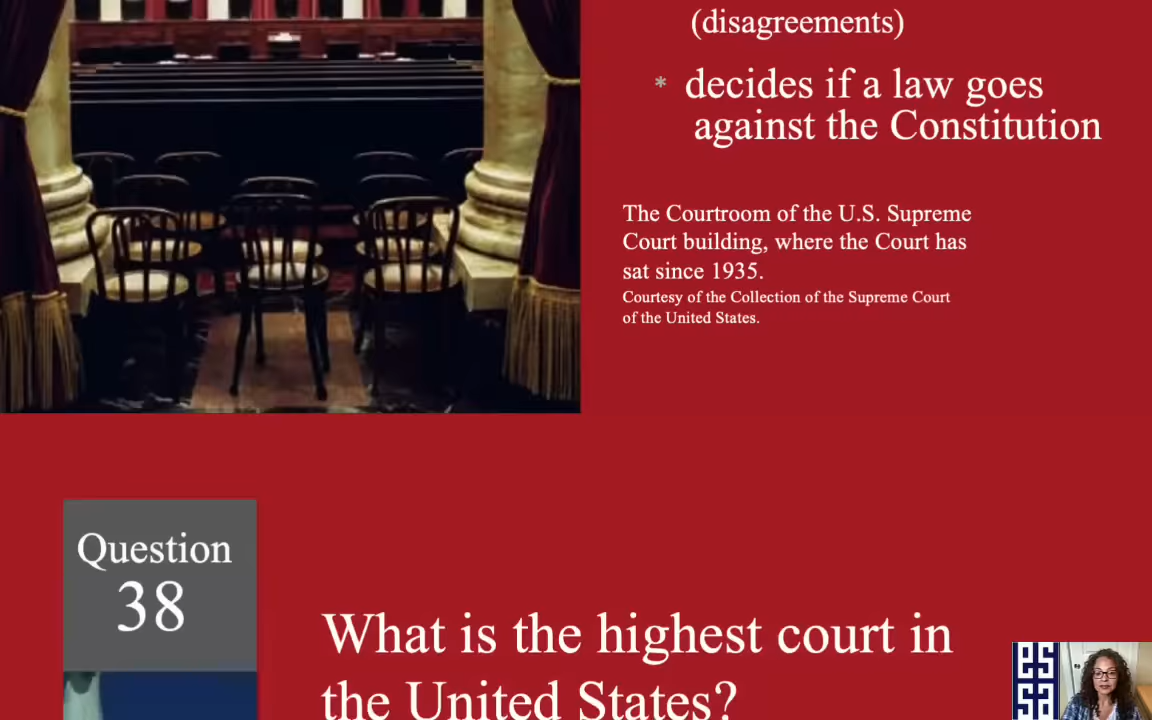 (disagreements)
* decides if a law goes
against the Constitution
The Courtroom of the U.S. Supreme
Court building, where the Court has
sat since 1935.
Courtesy of the Collection of the Supreme Court
of the United States.
Question
38
What is the highest court in
the United States?